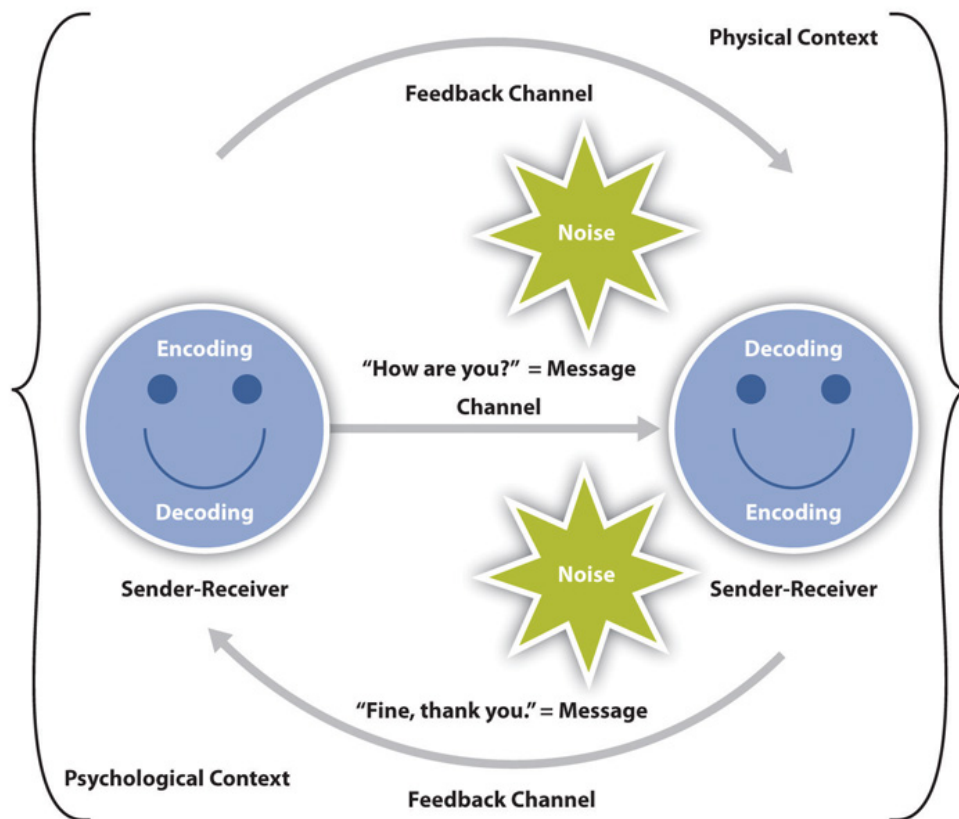 Physical Context
Feedback Channel
Noise
Encoding
Decoding
“How are you?” = Message
Channel
Decoding
Encoding
Noise
Sender-Receiver
Sender-Receiver
“Fine, thank you.” = Message
Psychological Context
Feedback Channel